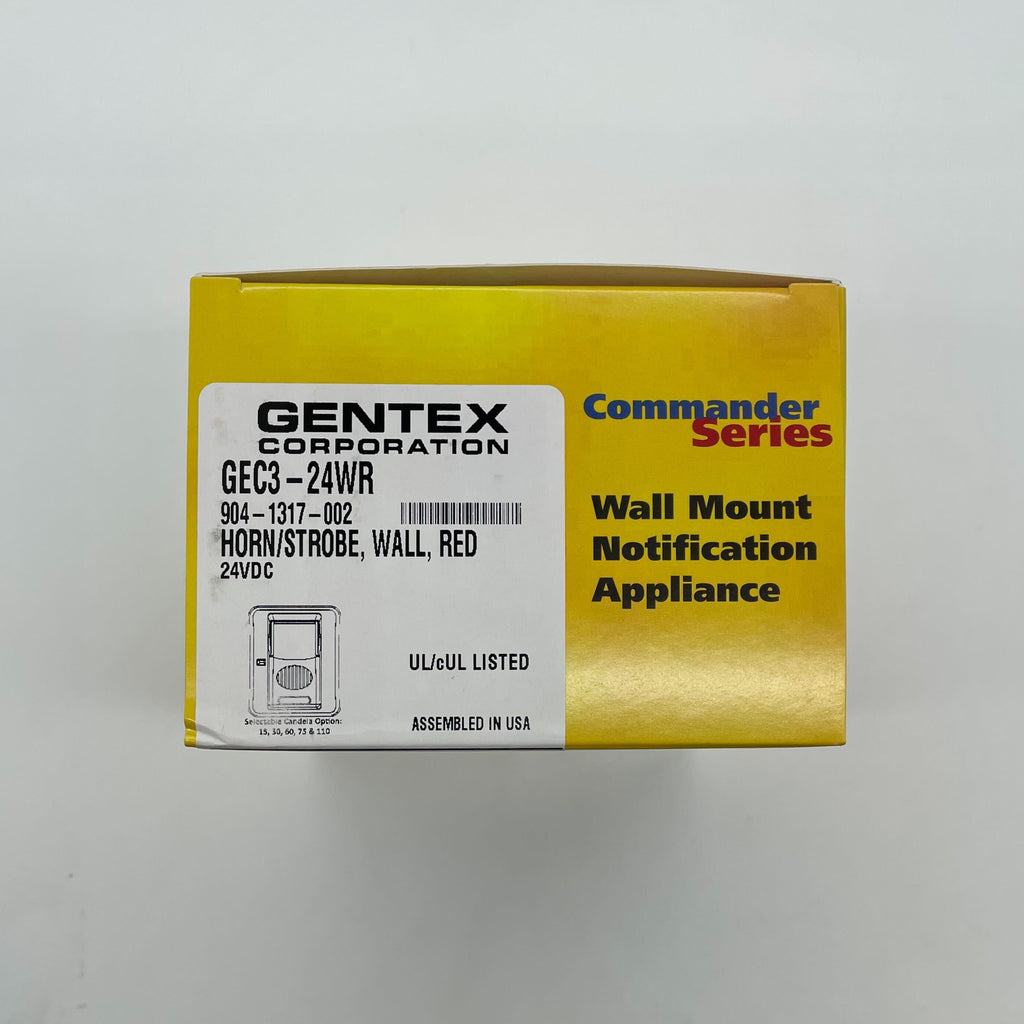 GENTEX
CORPORATION
GEC3-24WR
904-1317-002
HORN/STROBE, WALL, RED
24VDC
UL/cUL LISTED
Selectable Candela Option:
15, 30, 60, 75 & 110
ASSEMBLED IN USA
Commander
Series
Wall Mount
Notification
Appliance